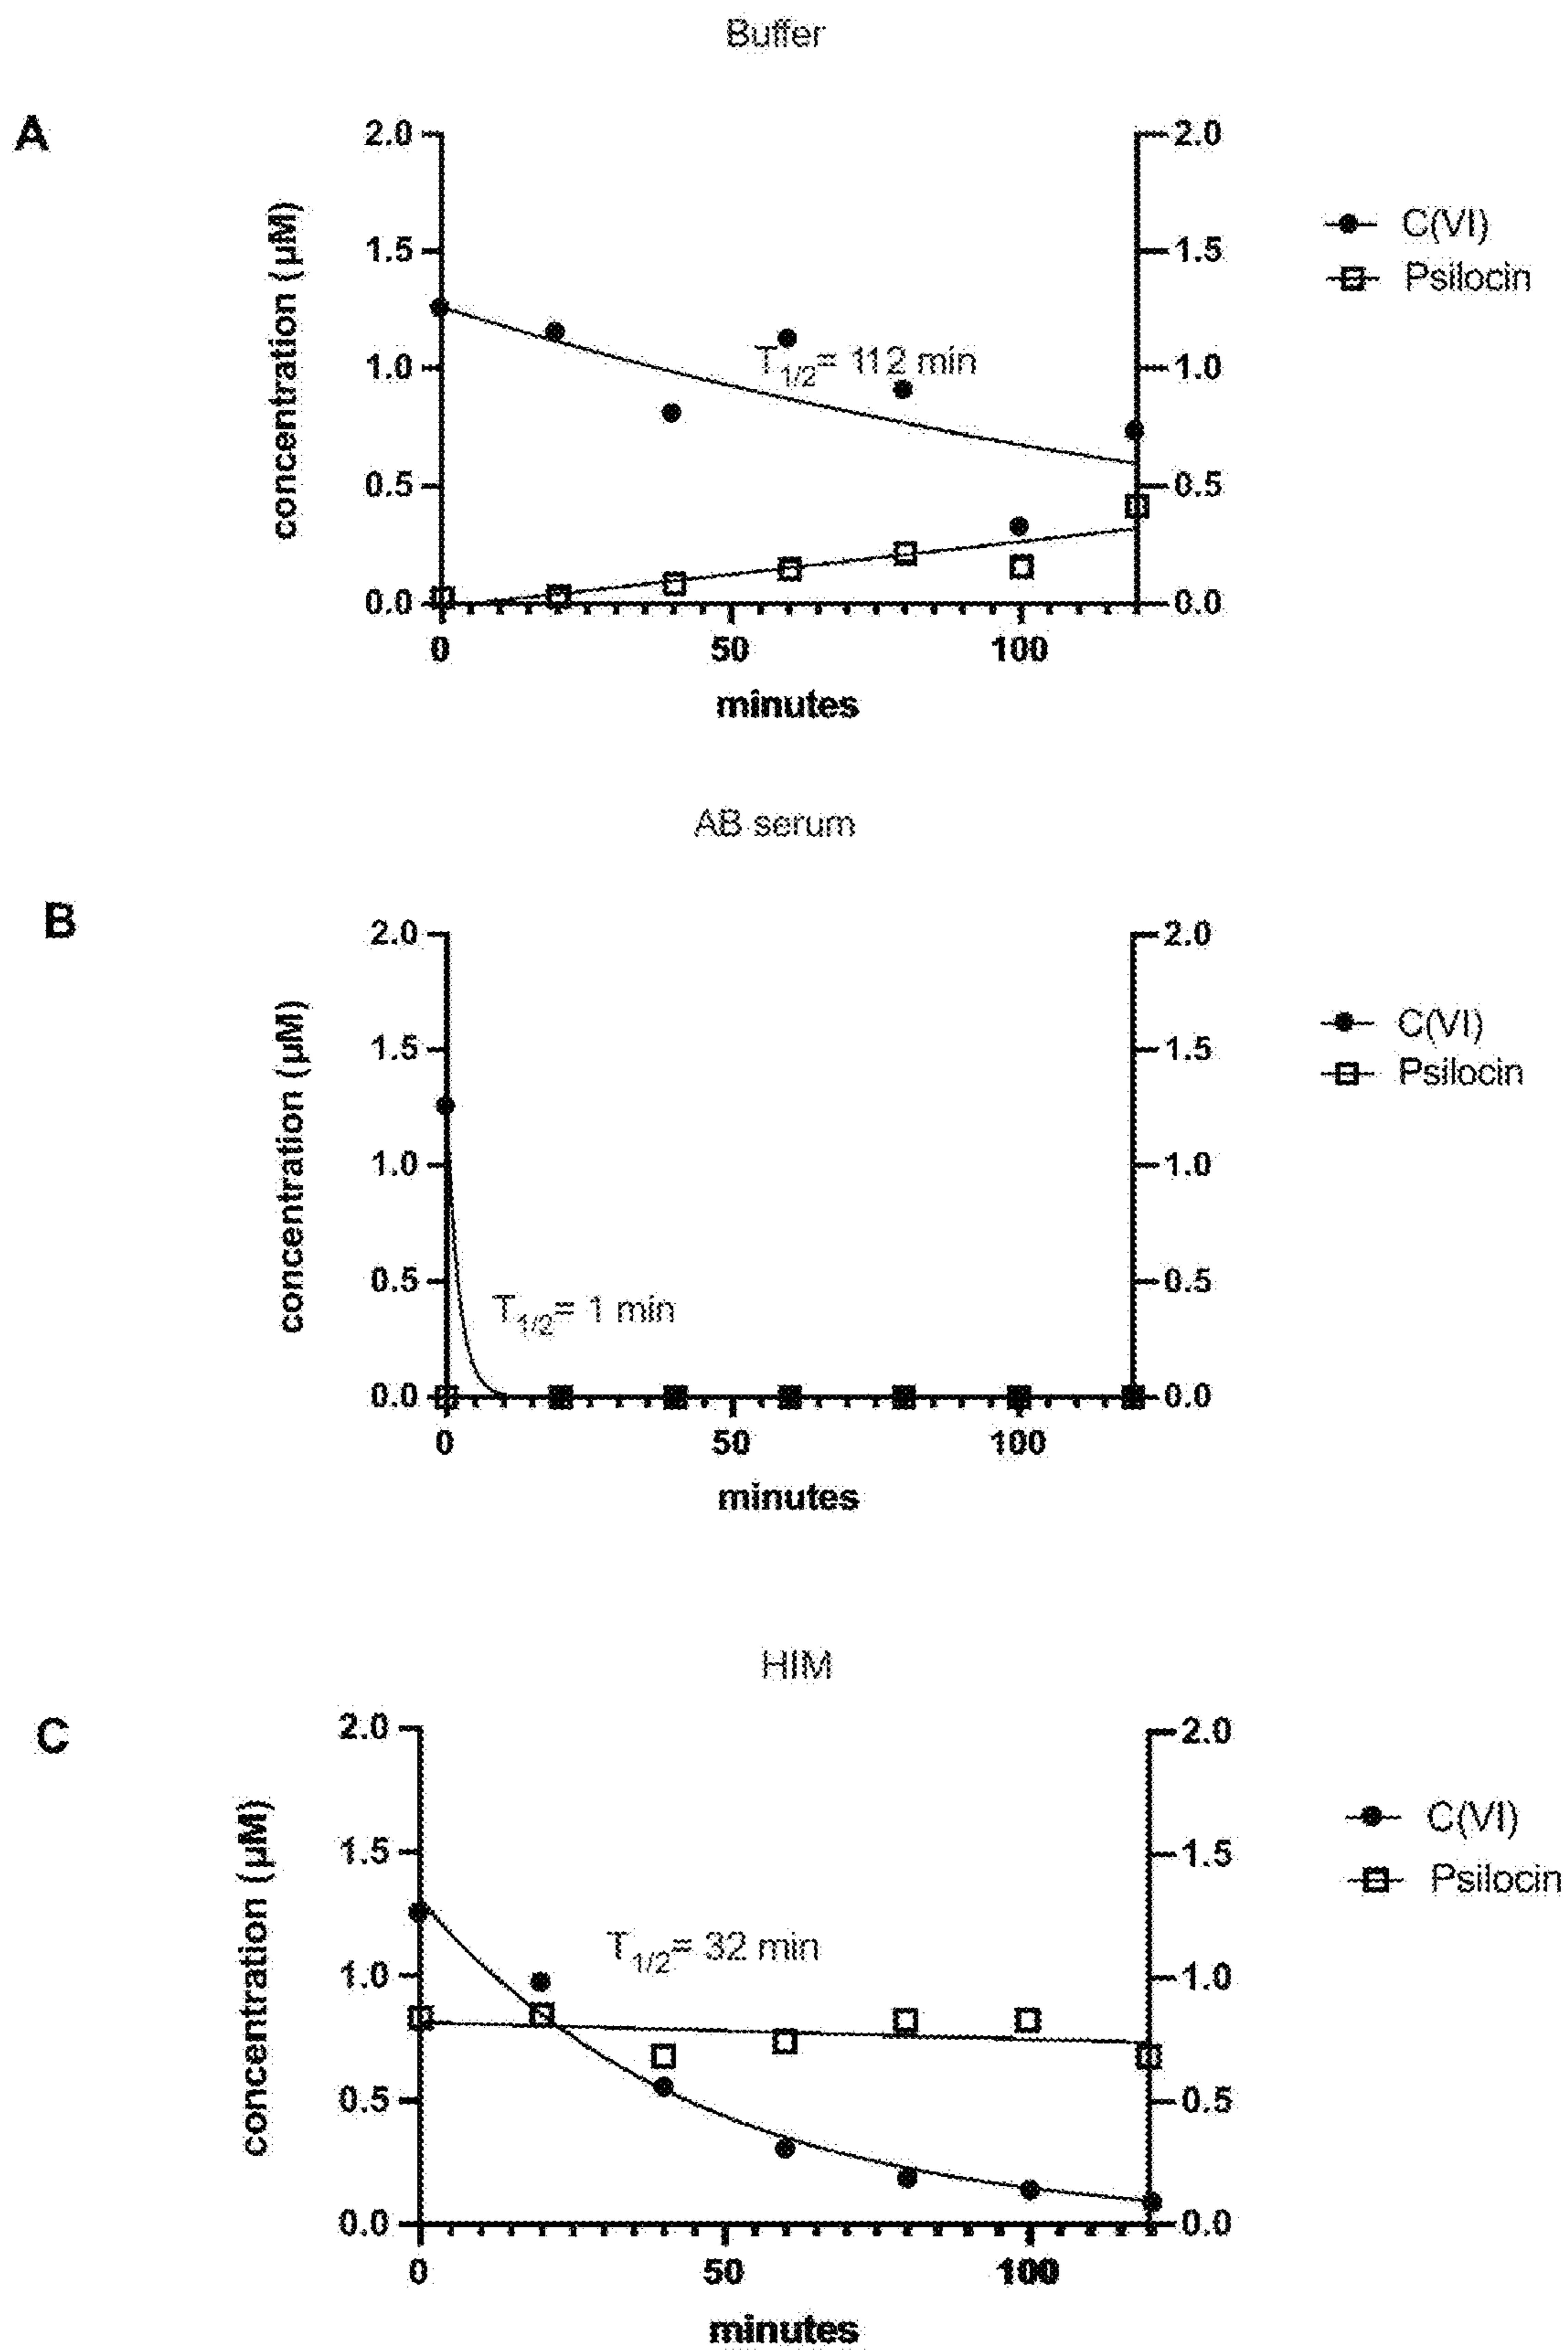 Buffer
A
2.0 2.0
C(VI)
1.5 1.5
Psilocin
concentration (µM)
1.0 1.0
T1/2= 112 min
0.5 0.5
0.0 0.0
0 50 100
minutes
AB serum
B
2.0 2.0
C(VI)
1.5 1.5
Psilocin
concentration (µM)
1.0 1.0
0.5 0.5
T1/2= 1 min
0.0 0.0
0 50 100
minutes
HIM
C
2.0 2.0
C(VI)
1.5 1.5
Psilocin
concentration (µM)
T1/2= 32 min
1.0 1.0
0.5 0.5
0.0 0.0
0 50 100
minutes